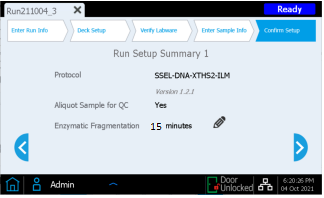 Run211004_3 X Ready
Enter Run Info Deck Setup Verify Labware Enter Sample Info Confirm Setup
Run Setup Summary 1
Protocol SSEL-DNA-XTHS2-ILM
Version 1.2.1
Aliquot Sample for QC Yes
Enzymatic Fragmentation 15 minutes
Admin Door Unlocked 6:20:26 PM 04 Oct 2021